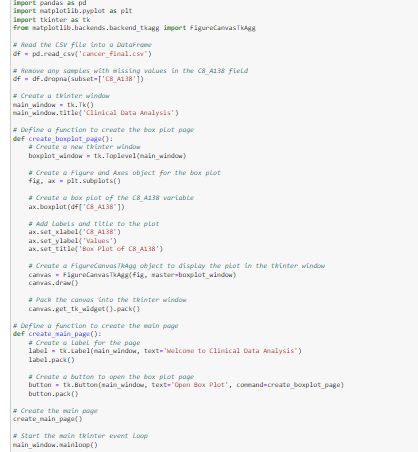 import pandas as pd
import matplotlib.pyplot as plt
import tkinter as tk
from matplotlib.backends.backend_tkagg import FigureCanvasTkAgg
# Read the CSV file into a DataFrame
df = pd.read_csv('cancer_final.csv')
# Remove any samples with missing values in the C8_A138 field
df = df.dropna(subset=['C8_A138'])
# Create a tkinter window
main_window = tk.Tk()
main_window.title('Clinical Data Analysis')
# Define a function to create the box plot page
def create_boxplot_page():
    # Create a new tkinter window
    boxplot_window = tk.Toplevel(main_window)
    # Create a Figure and Axes object for the box plot
    fig, ax = plt.subplots()
    # Create a box plot of the C8_A138 variable
    ax.boxplot(df['C8_A138'])
    # Add labels and title to the plot
    ax.set_xlabel('C8_A138')
    ax.set_ylabel('Values')
    ax.set_title('Box Plot of C8_A138')
    # Create a FigureCanvasTkAgg object to display the plot in the tkinter window
    canvas = FigureCanvasTkAgg(fig, master=boxplot_window)
    canvas.draw()
    # Pack the canvas into the tkinter window
    canvas.get_tk_widget().pack()
# Define a function to create the main page
def create_main_page():
    # Create a label for the page
    label = tk.Label(main_window, text='Welcome to Clinical Data Analysis')
    label.pack()
    # Create a button to open the box plot page
    button = tk.Button(main_window, text='Open Box Plot', command=create_boxplot_page)
    button.pack()
# Create the main page
create_main_page()
# Start the main tkinter event loop
main_window.mainloop()